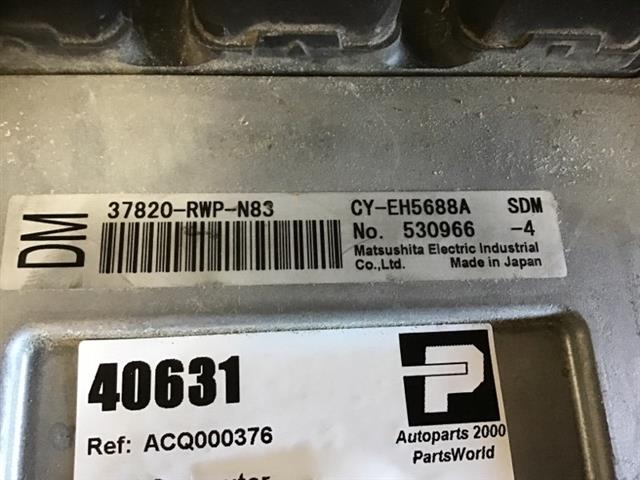 DM
37820-RWP-N83
CY-EH5688A SDM
No. 530966 -4
Matsushita Electric Industrial
Co.,Ltd. Made in Japan
40631
Ref: ACQ000376
P
Autoparts 2000
PartsWorld